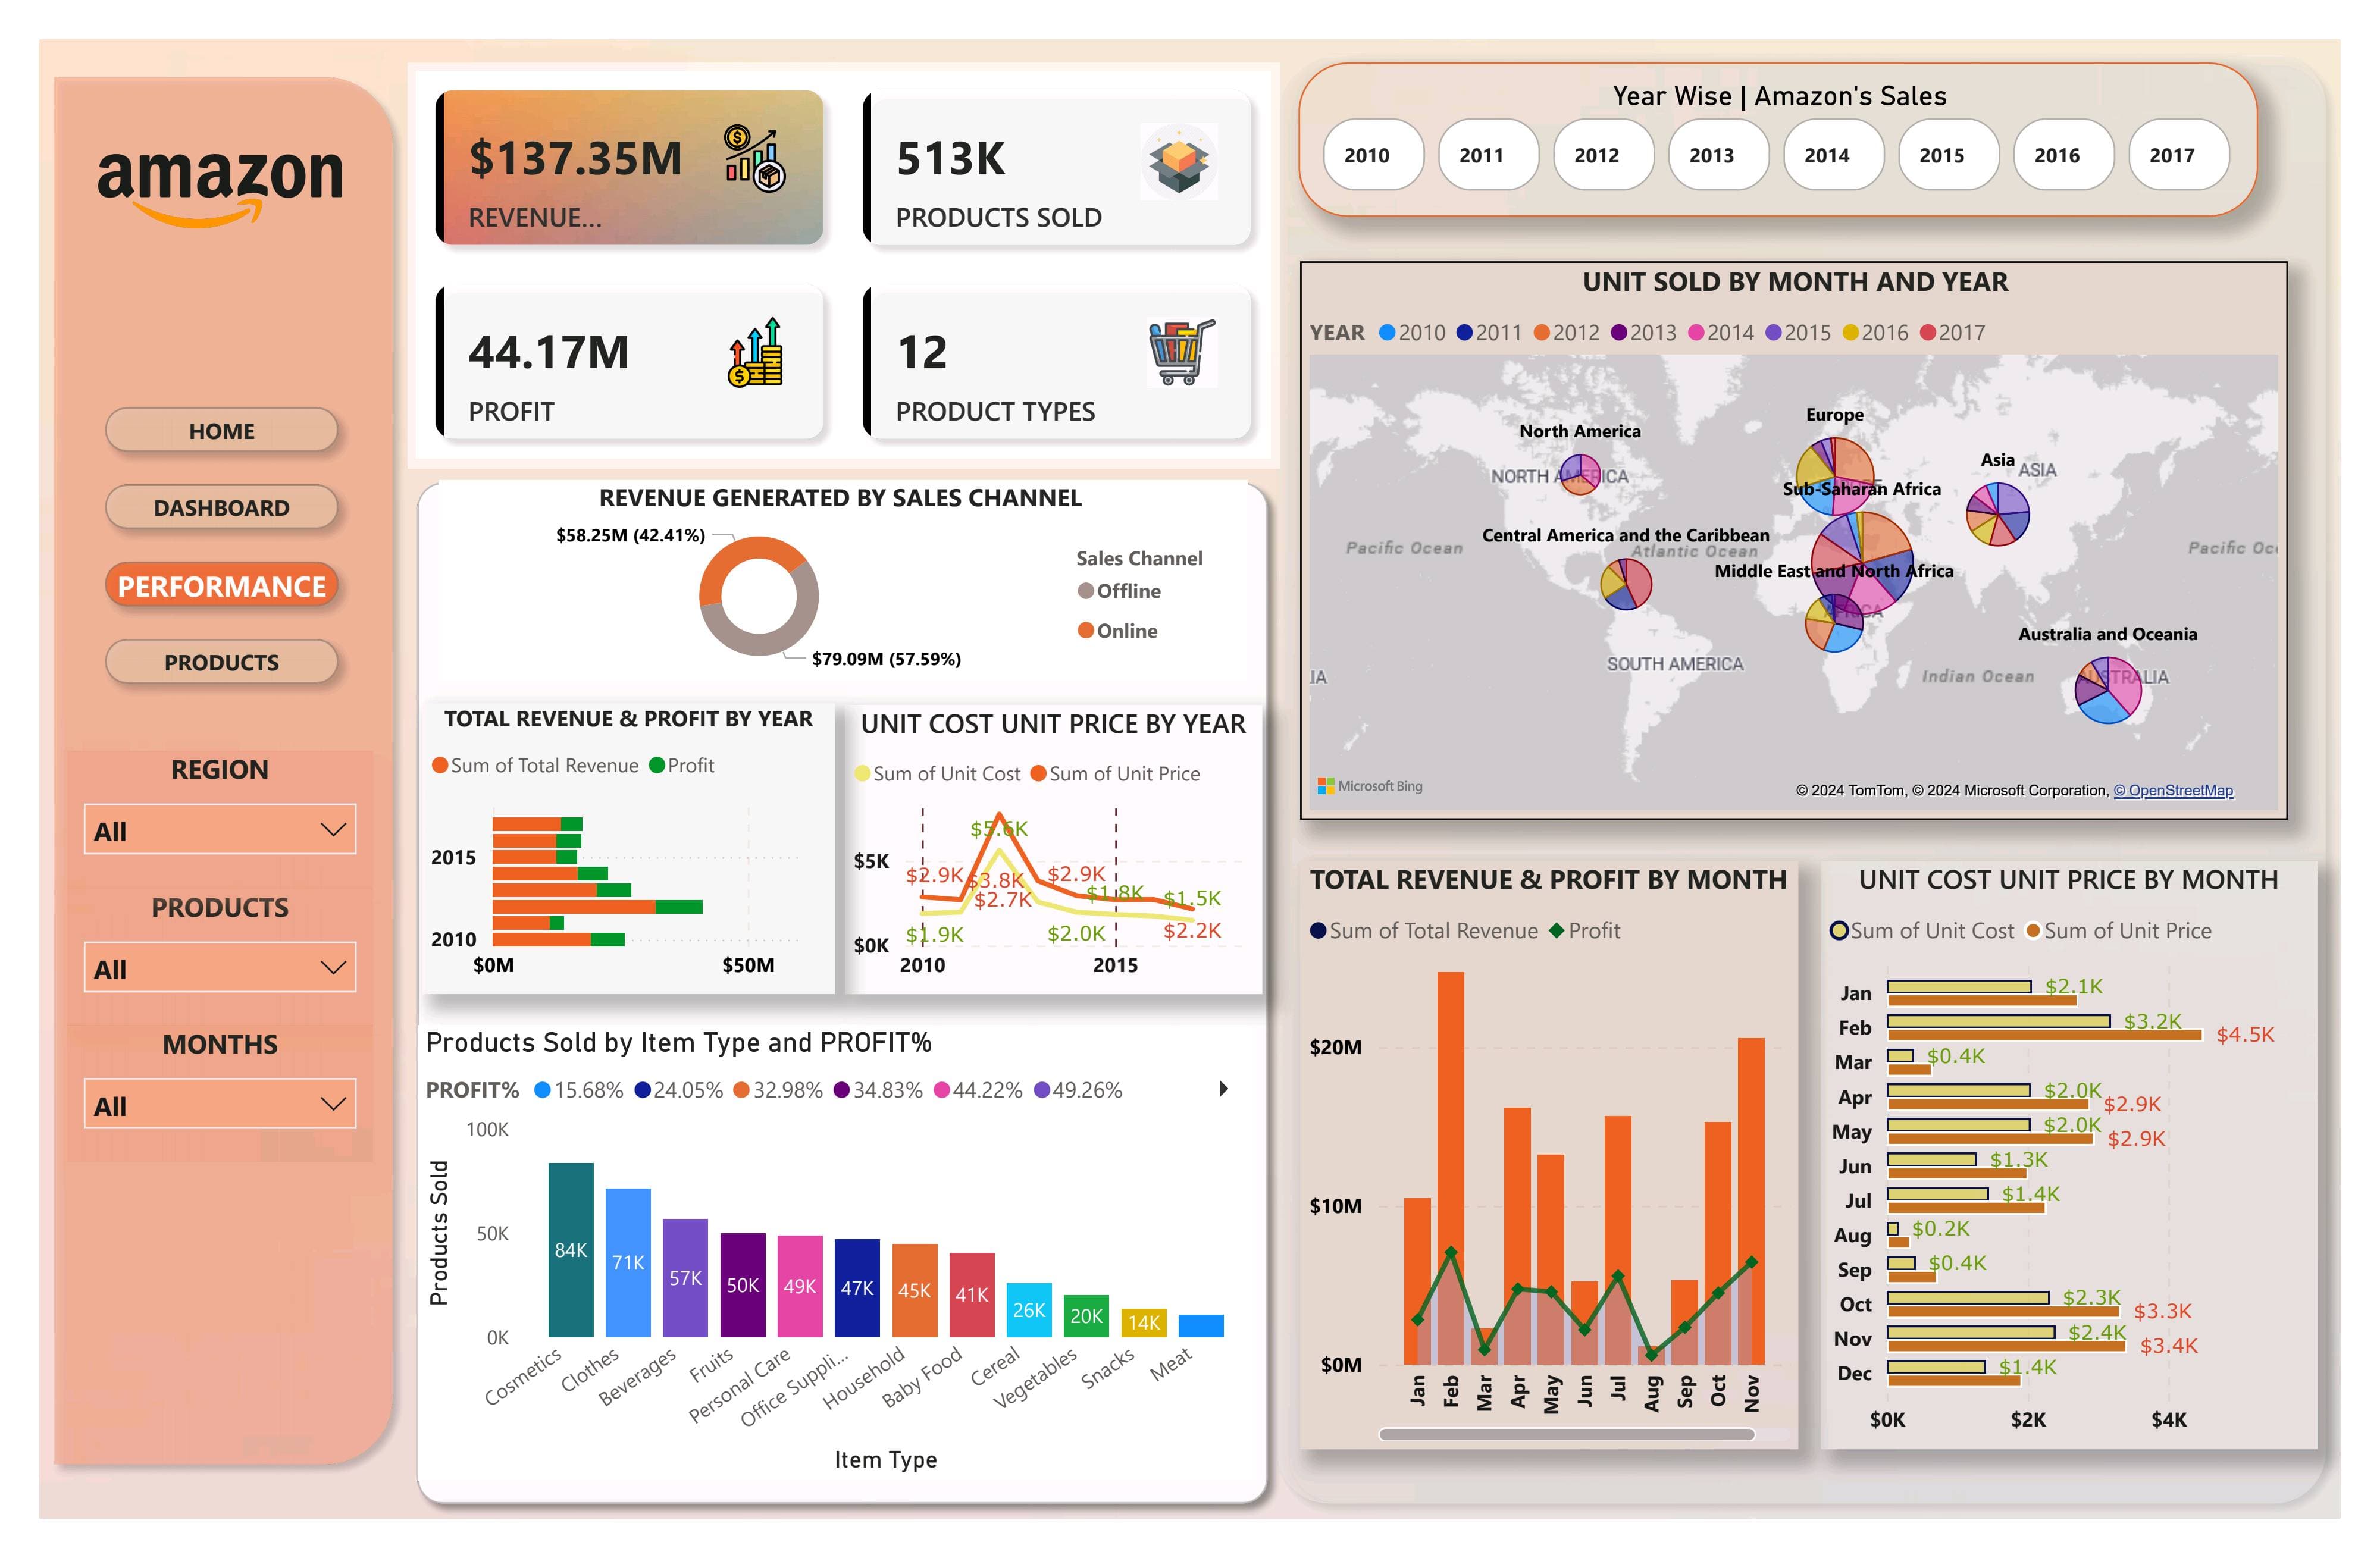 amazon
HOME
DASHBOARD
PERFORMANCE
PRODUCTS
REGION
All
PRODUCTS
All
MONTHS
All
$137.35M
REVENUE...
513K
PRODUCTS SOLD
44.17M
PROFIT
12
PRODUCT TYPES
REVENUE GENERATED BY SALES CHANNEL
$58.25M (42.41%)
$79.09M (57.59%)
Sales Channel
Offline
Online
TOTAL REVENUE & PROFIT BY YEAR
Sum of Total Revenue Profit
2015
2010
$0M $50M
UNIT COST UNIT PRICE BY YEAR
Sum of Unit Cost Sum of Unit Price
$5K
$0K
$5.6K
$2.9K
$3.8K
$2.9K
$2.7K
$1.8K
$1.5K
$1.9K
$2.0K
$2.2K
2010 2015
Products Sold by Item Type and PROFIT%
PROFIT% 15.68% 24.05% 32.98% 34.83% 44.22% 49.26%
Products Sold
100K
50K
0K
84K 71K 57K 50K 49K 47K 45K 41K 26K 20K 14K
Cosmetics Clothes Beverages Fruits Personal Care Office Suppli... Household Baby Food Cereal Vegetables Snacks Meat
Item Type
Year Wise | Amazon's Sales
2010 2011 2012 2013 2014 2015 2016 2017
UNIT SOLD BY MONTH AND YEAR
YEAR 2010 2011 2012 2013 2014 2015 2016 2017
Europe
North America
NORTH AMERICA
Asia
ASIA
Sub-Saharan Africa
Central America and the Caribbean
Pacific Ocean
Atlantic Ocean
Pacific Oc
Middle East and North Africa
AFRICA
Australia and Oceania
SOUTH AMERICA
Indian Ocean
AUSTRALIA
IA
Microsoft Bing
© 2024 TomTom, © 2024 Microsoft Corporation, © OpenStreetMap
TOTAL REVENUE & PROFIT BY MONTH
Sum of Total Revenue Profit
$20M
$10M
$0M
Jan Feb Mar Apr May Jun Jul Aug Sep Oct Nov
UNIT COST UNIT PRICE BY MONTH
Sum of Unit Cost Sum of Unit Price
Jan $2.1K
Feb $3.2K $4.5K
Mar $0.4K
Apr $2.0K $2.9K
May $2.0K $2.9K
Jun $1.3K
Jul $1.4K
Aug $0.2K
Sep $0.4K
Oct $2.3K $3.3K
Nov $2.4K $3.4K
Dec $1.4K
$0K $2K $4K